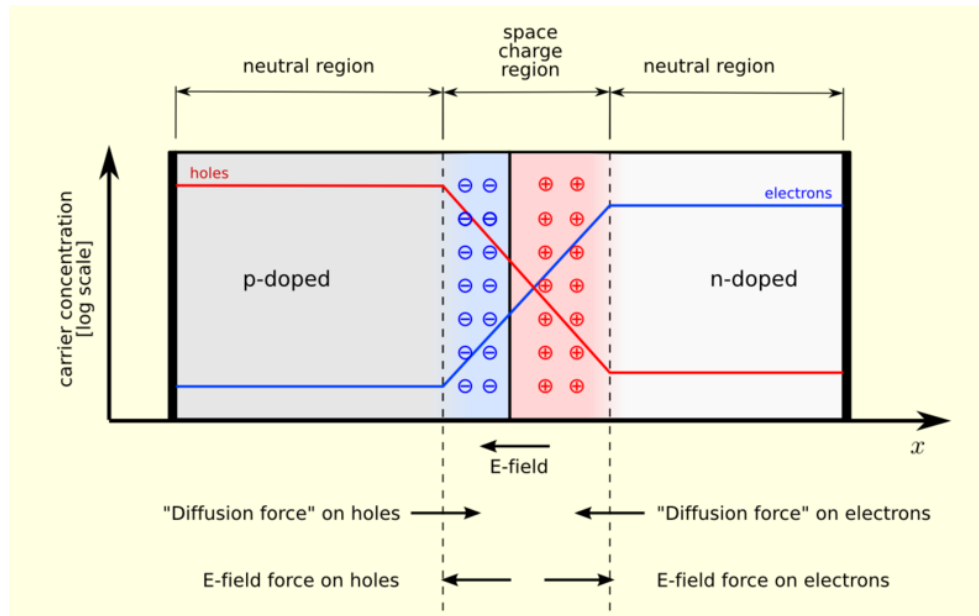 space
charge
region
neutral region
neutral region
holes
electrons
p-doped
n-doped
carrier concentration
[log scale]
x
E-field
"Diffusion force" on holes
"Diffusion force" on electrons
E-field force on holes
E-field force on electrons